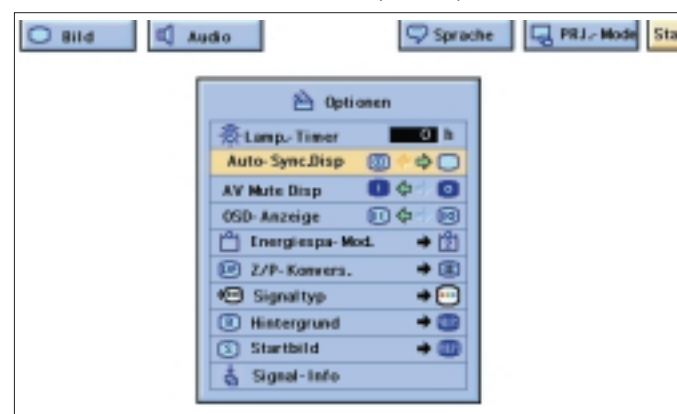 Bild
Audio
Sprache
PRJ.-Mode
Sta
Optionen
Lamp.-Timer 0 h
Auto-Sync.Disp
AV Mute Disp
OSD-Anzeige
Energiespa-Mod.
Z/P-Konvers.
Signaltyp
Hintergrund
Startbild
Signal-Info